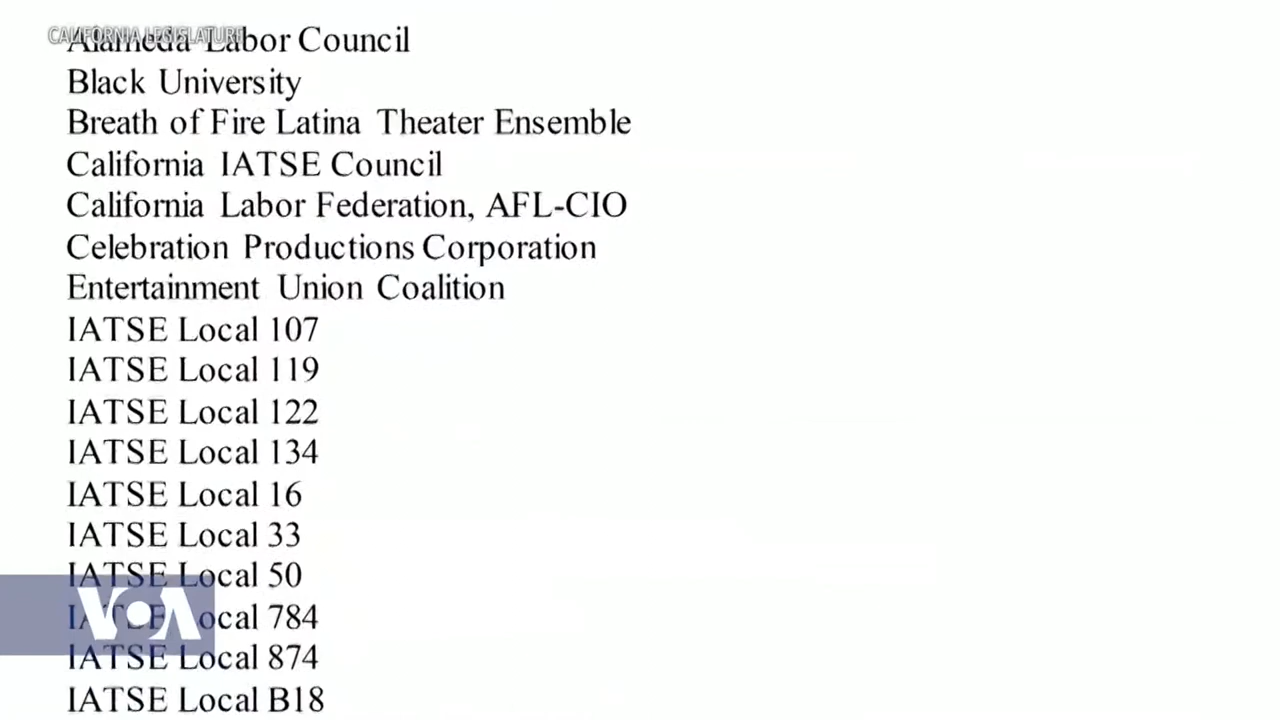 CALIFORNIA LEGISLATURE
Alameda Labor Council
Black University
Breath of Fire Latina Theater Ensemble
California IATSE Council
California Labor Federation, AFL-CIO
Celebration Productions Corporation
Entertainment Union Coalition
IATSE Local 107
IATSE Local 119
IATSE Local 122
IATSE Local 134
IATSE Local 16
IATSE Local 33
IATSE Local 50
IATSE Local 784
VOA
IATSE Local 874
IATSE Local B18